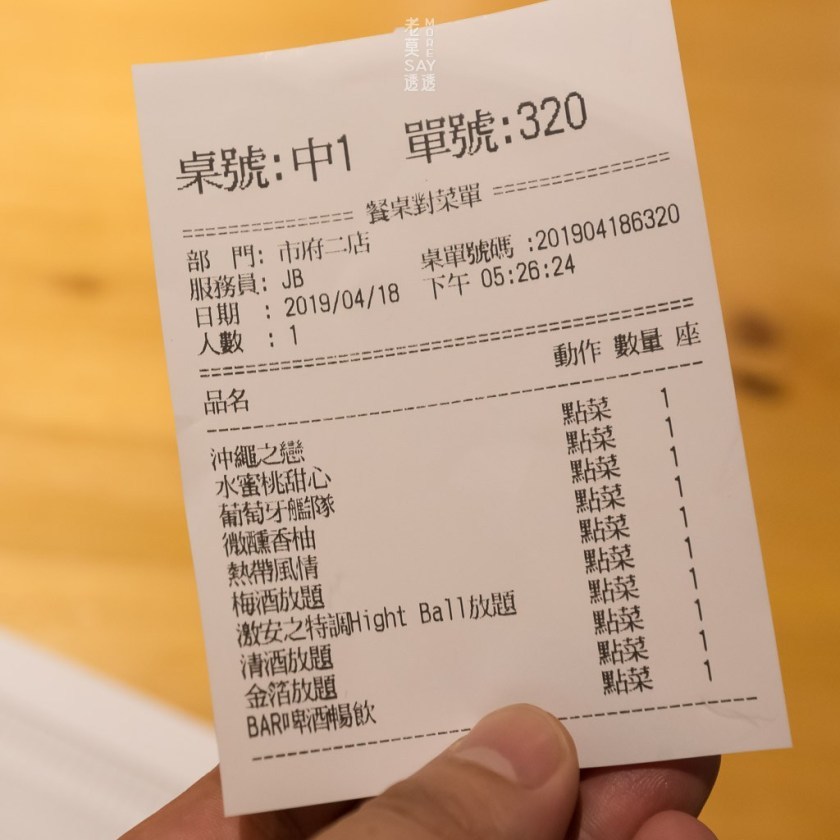 老莫 MORE
SAY
透透
桌號:中1 單號:320
餐桌對菜單
部 門: 市府二店
服務員: JB 桌單號碼 :201904186320
日期 : 2019/04/18 下午 05:26:24
人數 : 1
品名 動作 數量 座
沖繩之戀 點菜 1
水蜜桃甜心 點菜 1
葡萄牙艦隊 點菜 1
微醺香柚 點菜 1
熱帶風情 點菜 1
梅酒放題 點菜 1
激安之特調Hight Ball放題 點菜 1
清酒放題 點菜 1
金箔放題 點菜 1
BAR啤酒暢飲 點菜 1